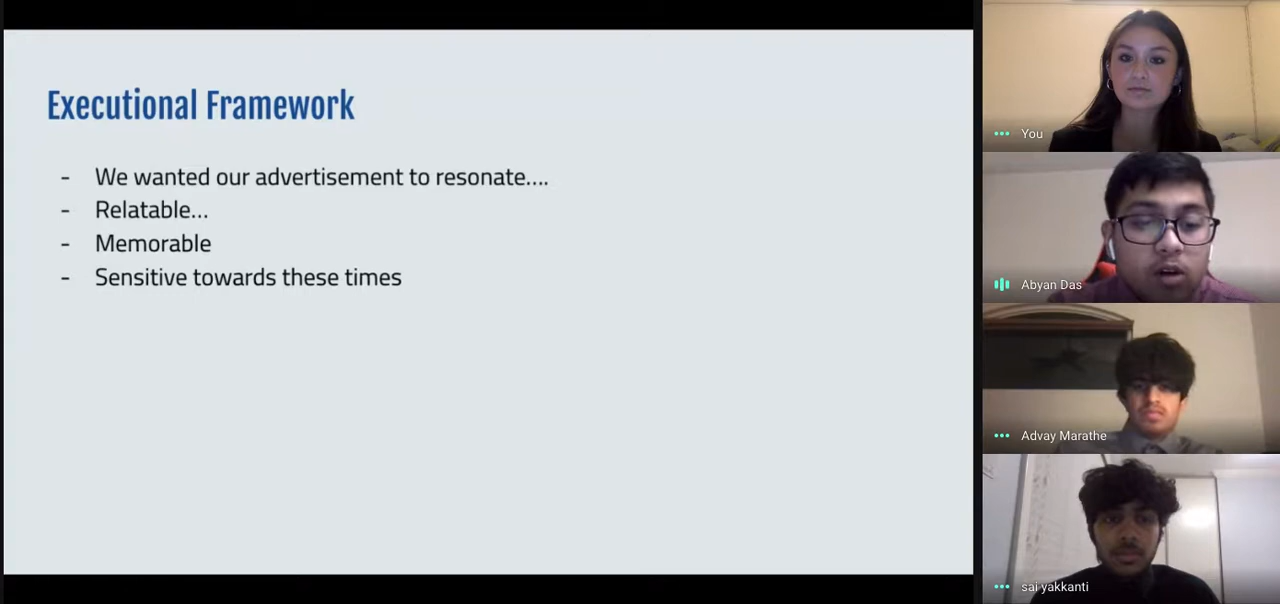 Executional Framework
- We wanted our advertisement to resonate....
- Relatable...
- Memorable
- Sensitive towards these times
You
Abyan Das
Advay Marathe
sai yakkanti